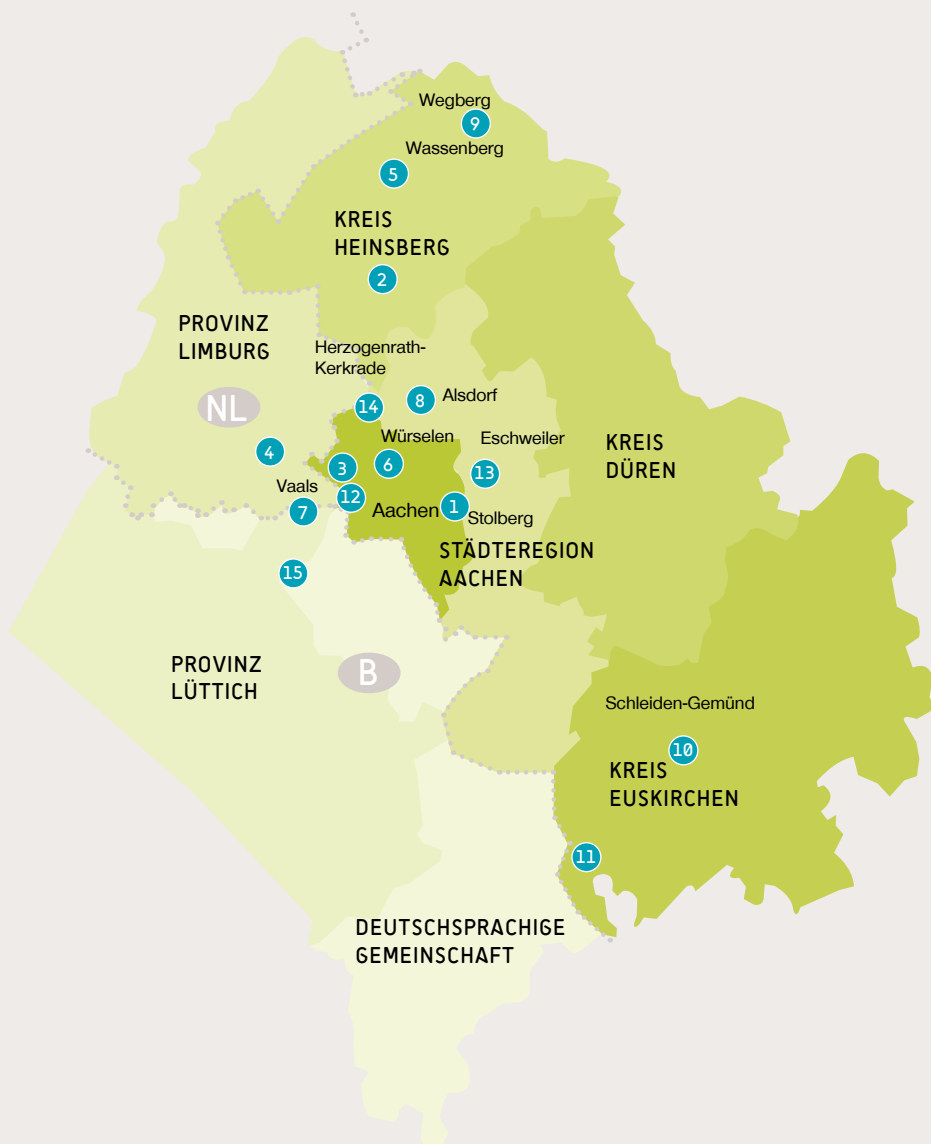 Wegberg
9
Wassenberg
5
KREIS
HEINSBERG
2
PROVINZ
LIMBURG
Herzogenrath-
Kerkrade
NL
14
8
Alsdorf
Würselen
Eschweiler
KREIS
DÜREN
4
3
6
13
Vaals
12
7
Aachen
1
Stolberg
STÄDTEREGION
AACHEN
15
PROVINZ
LÜTTICH
B
Schleiden-Gemünd
10
KREIS
EUSKIRCHEN
11
DEUTSCHSPRACHIGE
GEMEINSCHAFT